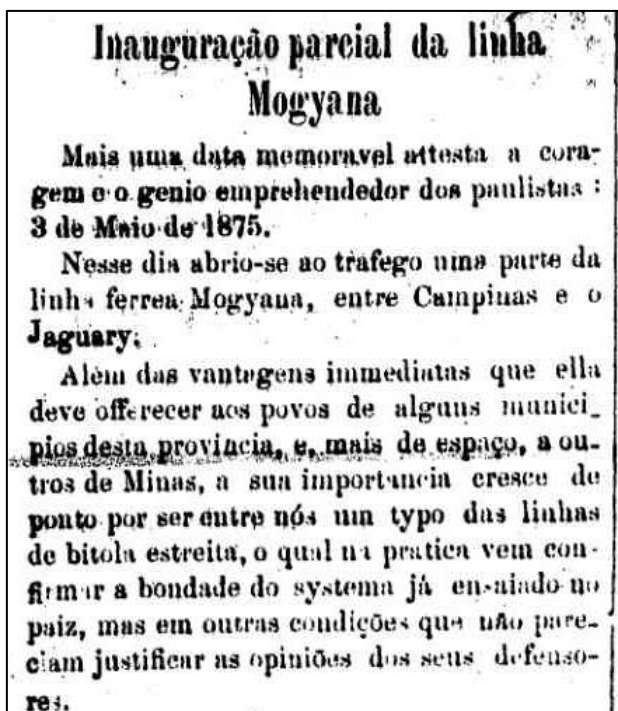 Inauguração parcial da linha
Mogyana
Mais uma data memoravel attesta a cora-
gem e o genio emprehendedor dos paulistas :
3 de Maio de 1875.
Nesse dia abrio-se ao trafego uma parte da
linha ferrea Mogyana, entre Campinas e o
Jaguary.
Além das vantagens immediatas que ella
deve offerecer aos povos de alguns munici_
pios desta provincia, e, mais de espaço, a ou-
tros de Minas, a sua importancia cresce de
ponto por ser entre nós um typo das linhas
de bitola estreita, o qual na pratica vem con-
firmar a bondade do systema já ensaiado no
paiz, mas em outras condições que não pare-
ciam justificar as opiniões dos seus defenso-
res.